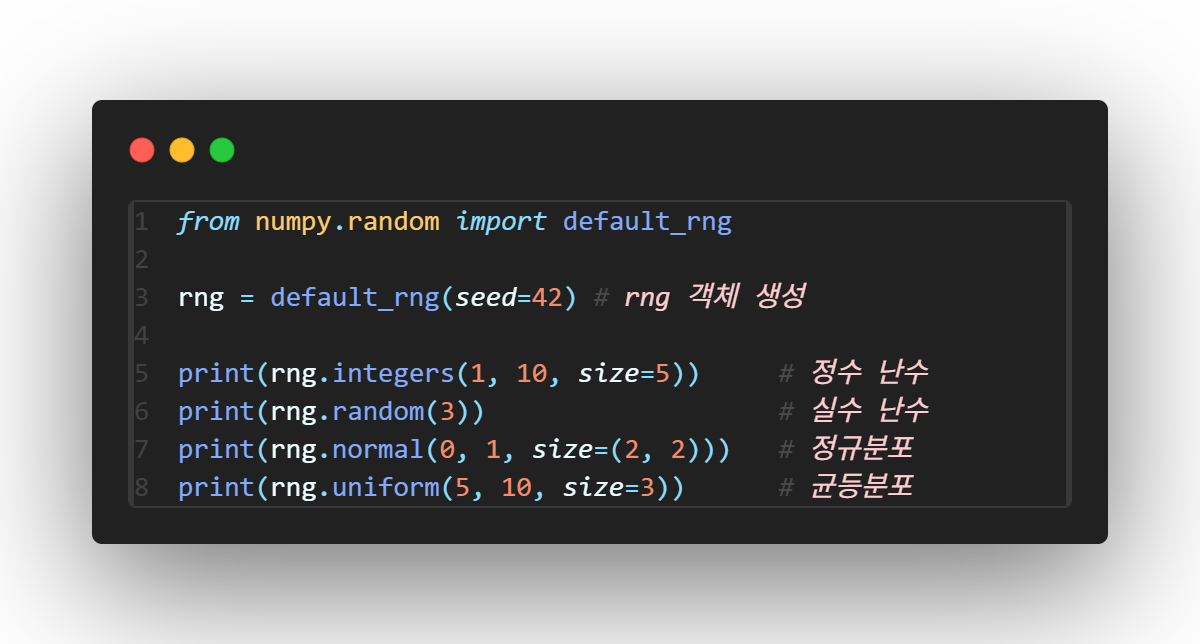 1 from numpy.random import default_rng
2
3 rng = default_rng(seed=42) # rng 객체 생성
4
5 print(rng.integers(1, 10, size=5))     # 정수 난수
6 print(rng.random(3))                   # 실수 난수
7 print(rng.normal(0, 1, size=(2, 2)))   # 정규분포
8 print(rng.uniform(5, 10, size=3))      # 균등분포